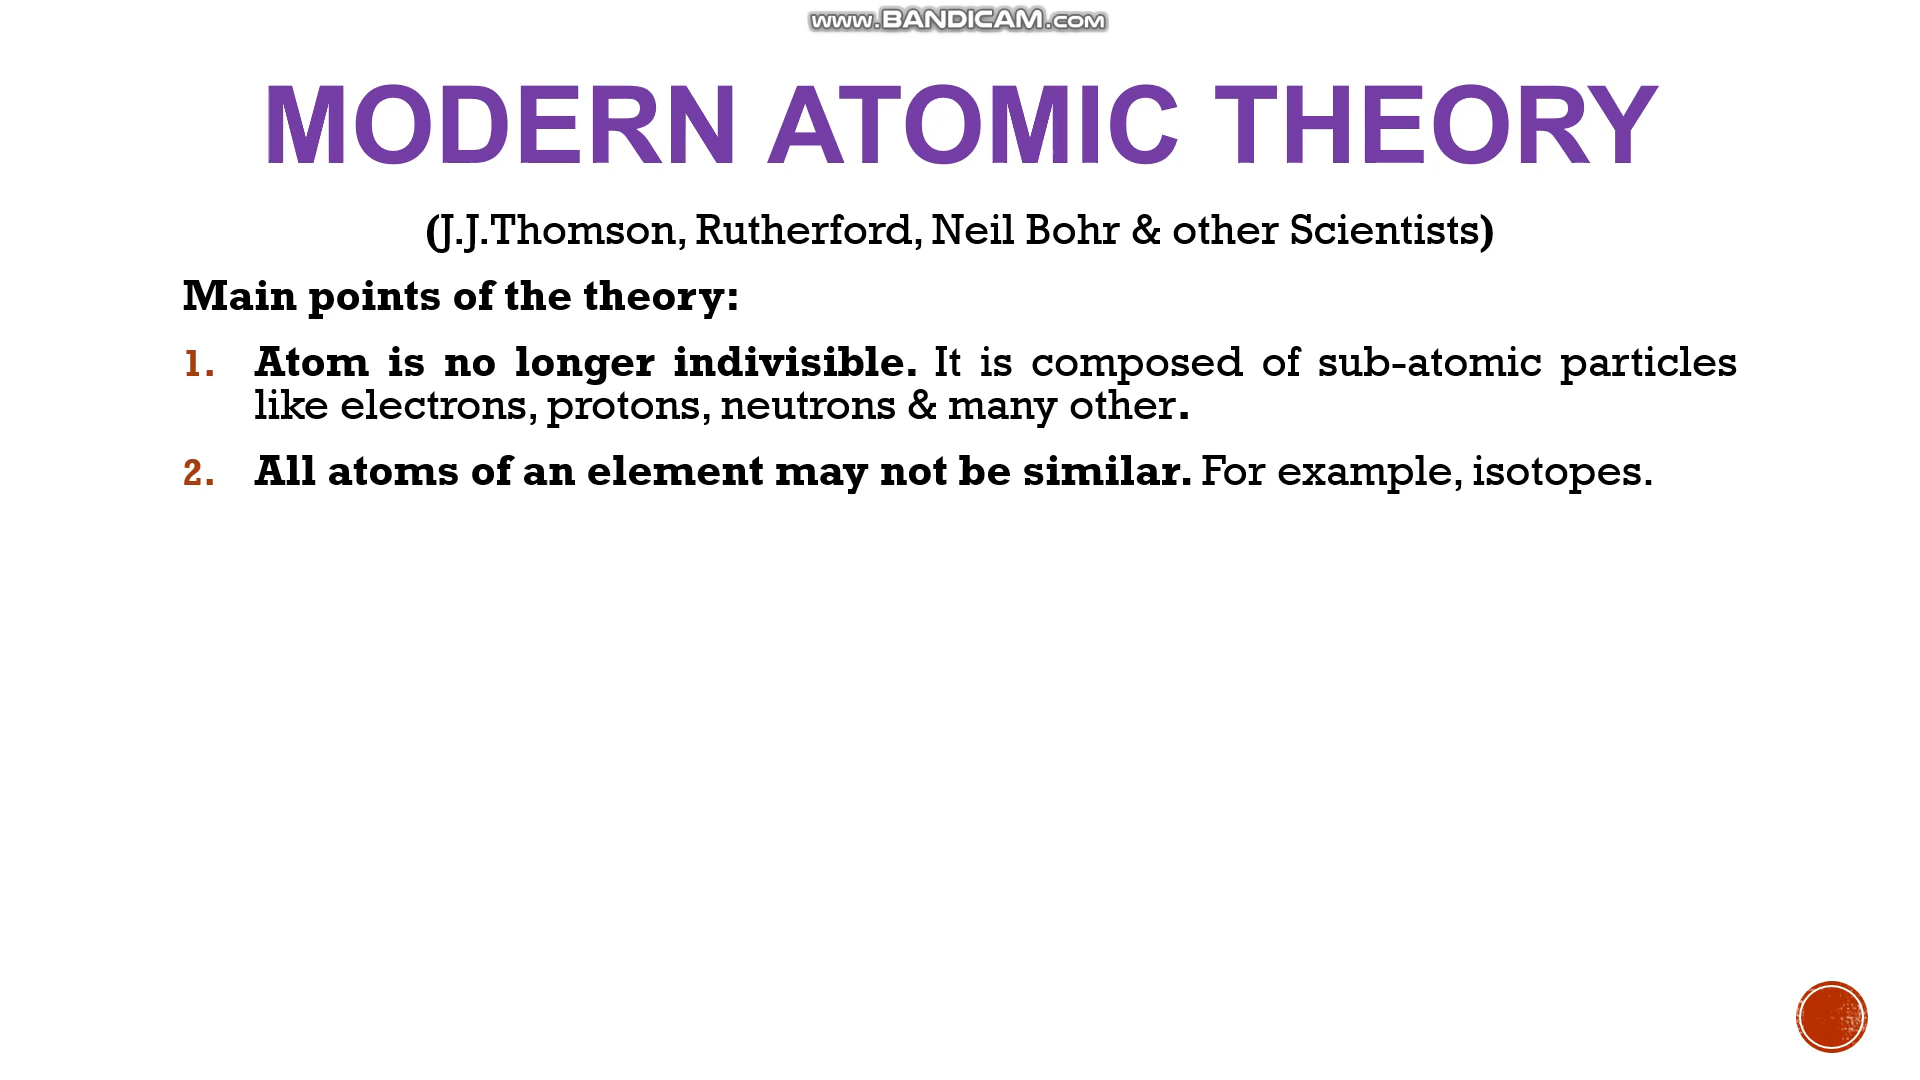 www.BANDICAM.com
MODERN ATOMIC THEORY
(J.J.Thomson, Rutherford, Neil Bohr & other Scientists)
Main points of the theory:
1. Atom is no longer indivisible. It is composed of sub-atomic particles
like electrons, protons, neutrons & many other.
2. All atoms of an element may not be similar. For example, isotopes.